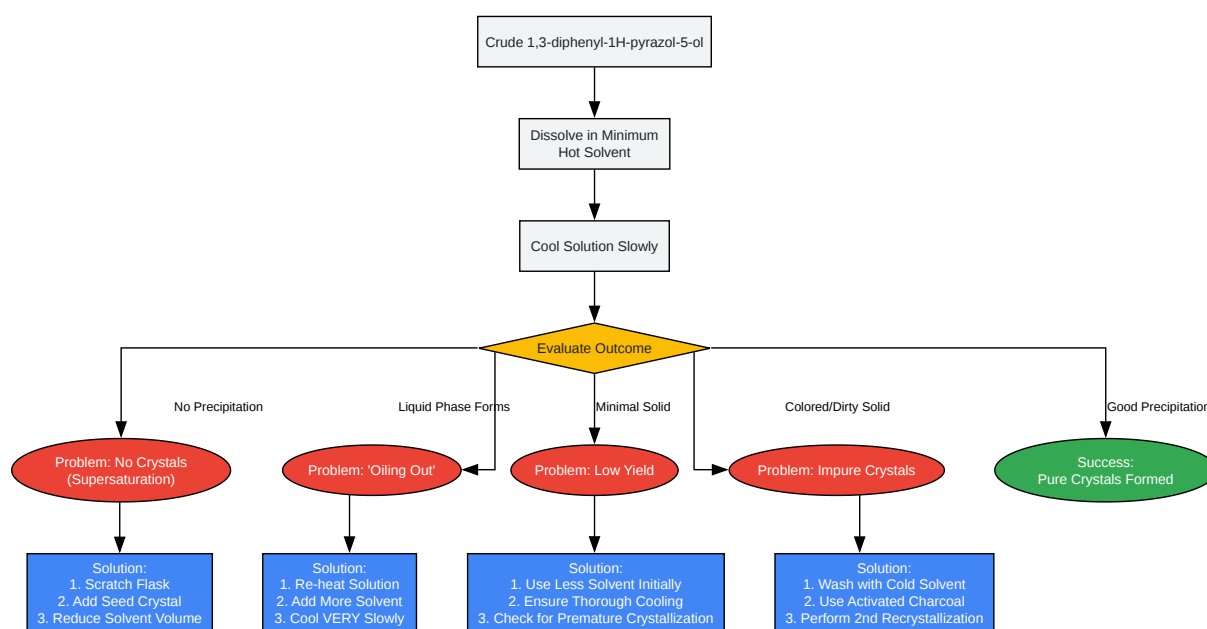 Crude 1,3-diphenyl-1H-pyrazol-5-ol
Dissolve in Minimum
Hot Solvent
Cool Solution Slowly
Evaluate Outcome
No Precipitation
Liquid Phase Forms
Minimal Solid
Colored/Dirty Solid
Good Precipitation
Problem: No Crystals
(Supersaturation)
Problem: 'Oiling Out'
Problem: Low Yield
Problem: Impure Crystals
Success:
Pure Crystals Formed
Solution:
1. Scratch Flask
2. Add Seed Crystal
3. Reduce Solvent Volume
Solution:
1. Re-heat Solution
2. Add More Solvent
3. Cool VERY Slowly
Solution:
1. Use Less Solvent Initially
2. Ensure Thorough Cooling
3. Check for Premature Crystallization
Solution:
1. Wash with Cold Solvent
2. Use Activated Charcoal
3. Perform 2nd Recrystallization